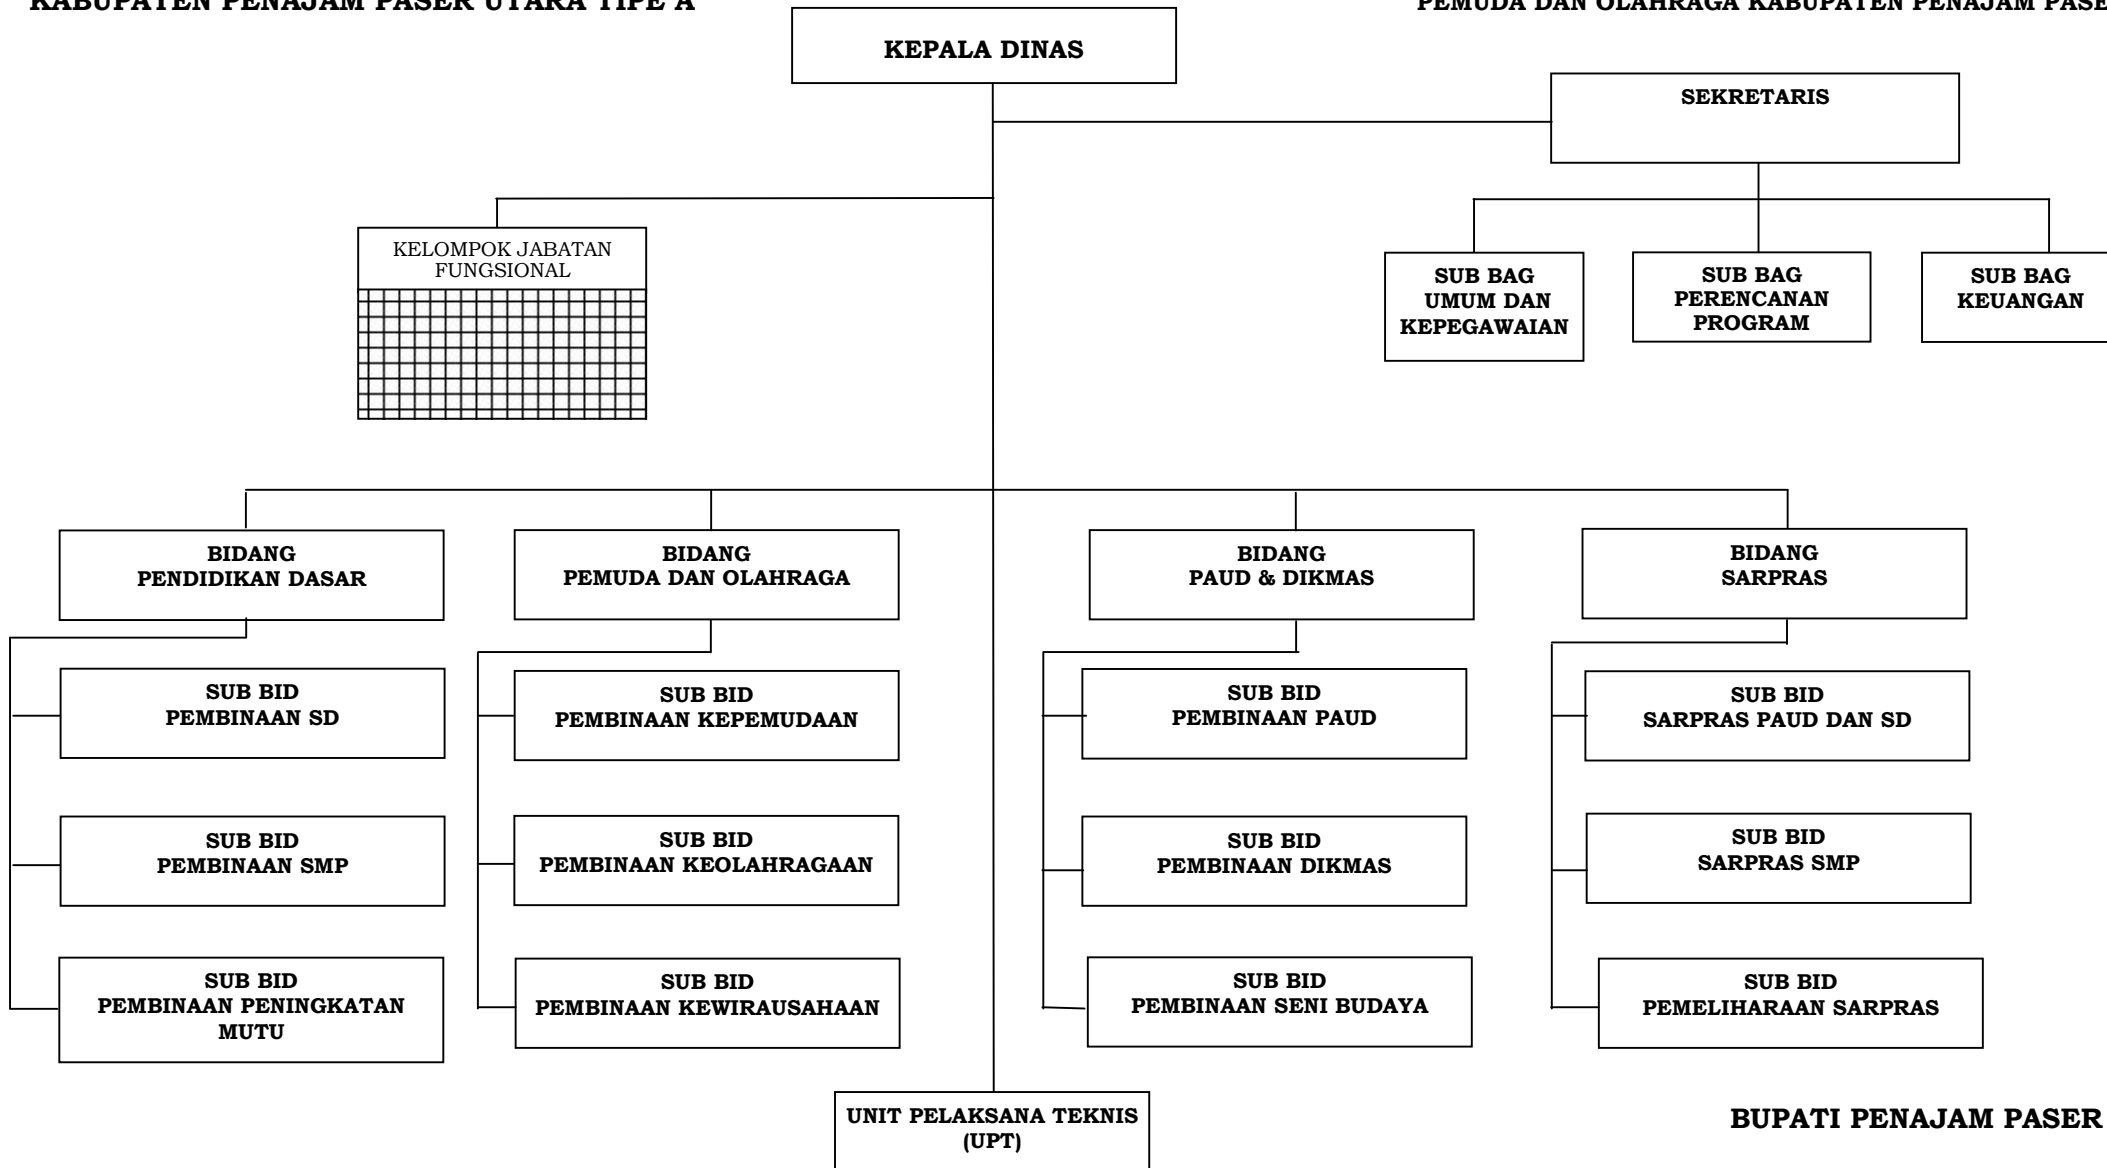 KABUPATEN PENAJAM PASER UTARA TIPE A
PEMUDA DAN OLAHRAGA KABUPATEN PENAJAM PASE
KEPALA DINAS
SEKRETARIS
KELOMPOK JABATAN
FUNGSIONAL
SUB BAG
UMUM DAN
KEPEGAWAIAN
SUB BAG
PERENCANAN
PROGRAM
SUB BAG
KEUANGAN
BIDANG
PENDIDIKAN DASAR
BIDANG
PEMUDA DAN OLAHRAGA
BIDANG
PAUD & DIKMAS
BIDANG
SARPRAS
SUB BID
PEMBINAAN SD
SUB BID
PEMBINAAN KEPEMUDAAN
SUB BID
PEMBINAAN PAUD
SUB BID
SARPRAS PAUD DAN SD
SUB BID
PEMBINAAN SMP
SUB BID
PEMBINAAN KEOLAHRAGAAN
SUB BID
PEMBINAAN DIKMAS
SUB BID
SARPRAS SMP
SUB BID
PEMBINAAN PENINGKATAN
MUTU
SUB BID
PEMBINAAN KEWIRAUSAHAAN
SUB BID
PEMBINAAN SENI BUDAYA
SUB BID
PEMELIHARAAN SARPRAS
UNIT PELAKSANA TEKNIS
(UPT)
BUPATI PENAJAM PASER